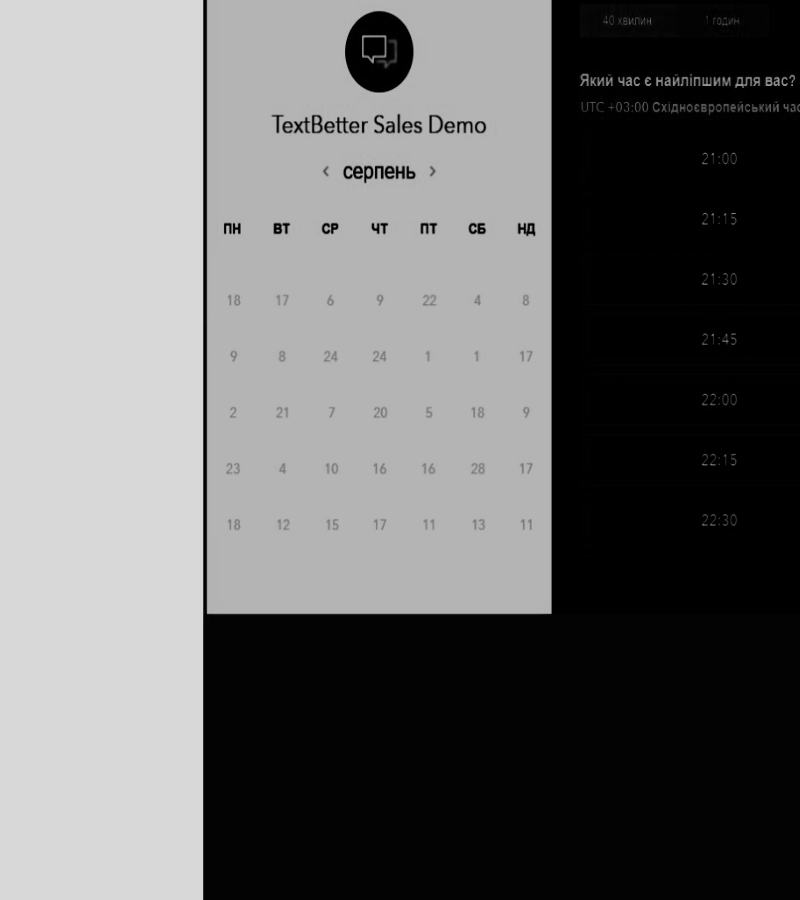 TextBetter Sales Demo
‹ серпень ›
ПН ВТ СР ЧТ ПТ СБ НД
18 17 6 9 22 4 8
9 8 24 24 1 1 17
2 21 7 20 5 18 9
23 4 10 16 16 28 17
18 12 15 17 11 13 11
40 хвилин 1 годин
Який час є найліпшим для вас?
UTC +03:00 Східноєвропейський час
21:00
21:15
21:30
21:45
22:00
22:15
22:30